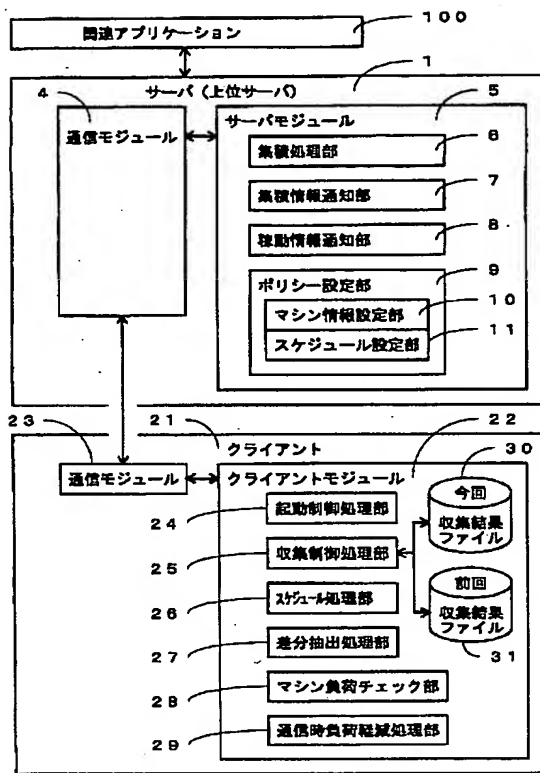 100
関連アプリケーション
1
サーバ（上位サーバ）
4
通信モジュール
5
サーバモジュール
6
集積処理部
7
集積情報通知部
8
稼動情報通知部
9
ポリシー設定部
10
マシン情報設定部
11
スケジュール設定部
23
21
22
クライアント
通信モジュール
クライアントモジュール
30
今回
収集結果
ファイル
24
起動制御処理部
25
収集制御処理部
26
スケジュール処理部
前回
収集結果
ファイル
31
27
差分抽出処理部
28
マシン負荷チェック部
29
通信時負荷軽減処理部